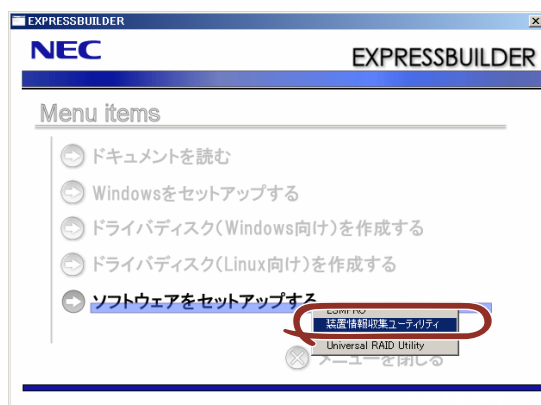 EXPRESSBUILDER
NEC
EXPRESSBUILDER
Menu items
ドキュメントを読む
Windowsをセットアップする
ドライバディスク(Windows向け)を作成する
ドライバディスク(Linux向け)を作成する
ソフトウェアをセットアップする
ESMPRO
装置情報収集ユーティリティ
Universal RAID Utility
メニューを閉じる